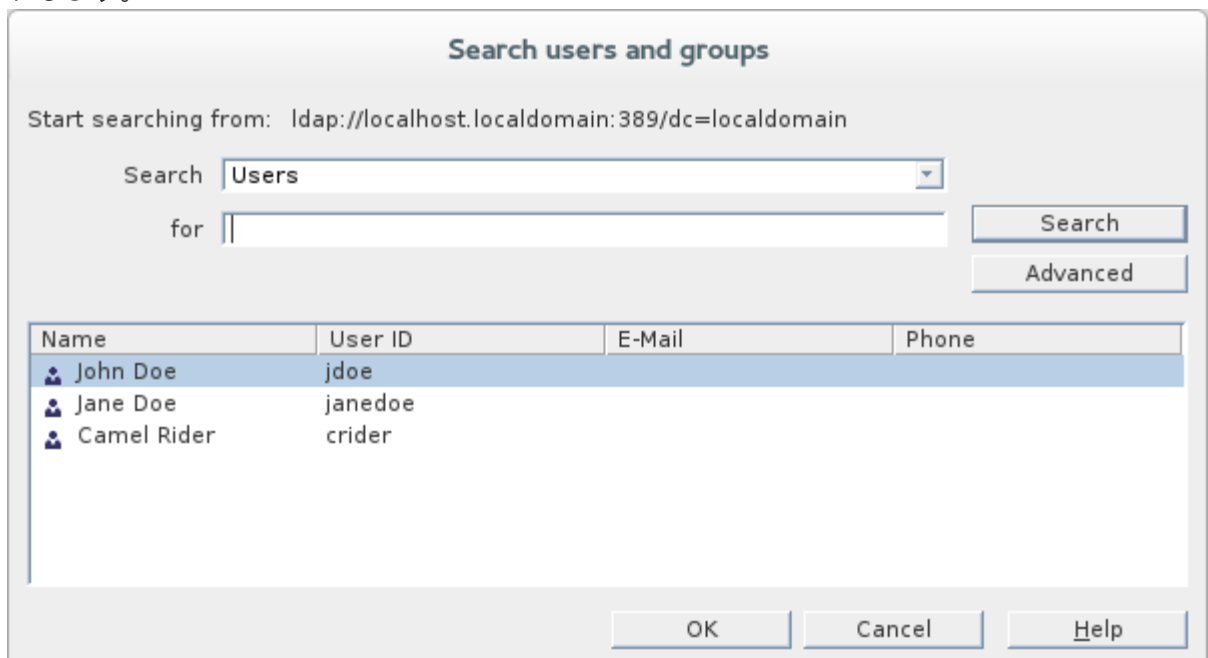 Search users and groups
Start searching from: ldap://localhost.localdomain:389/dc=localdomain
Search Users
for
Search
Advanced
Name User ID E-Mail Phone
John Doe jdoe
Jane Doe janedoe
Camel Rider crider
OK Cancel Help